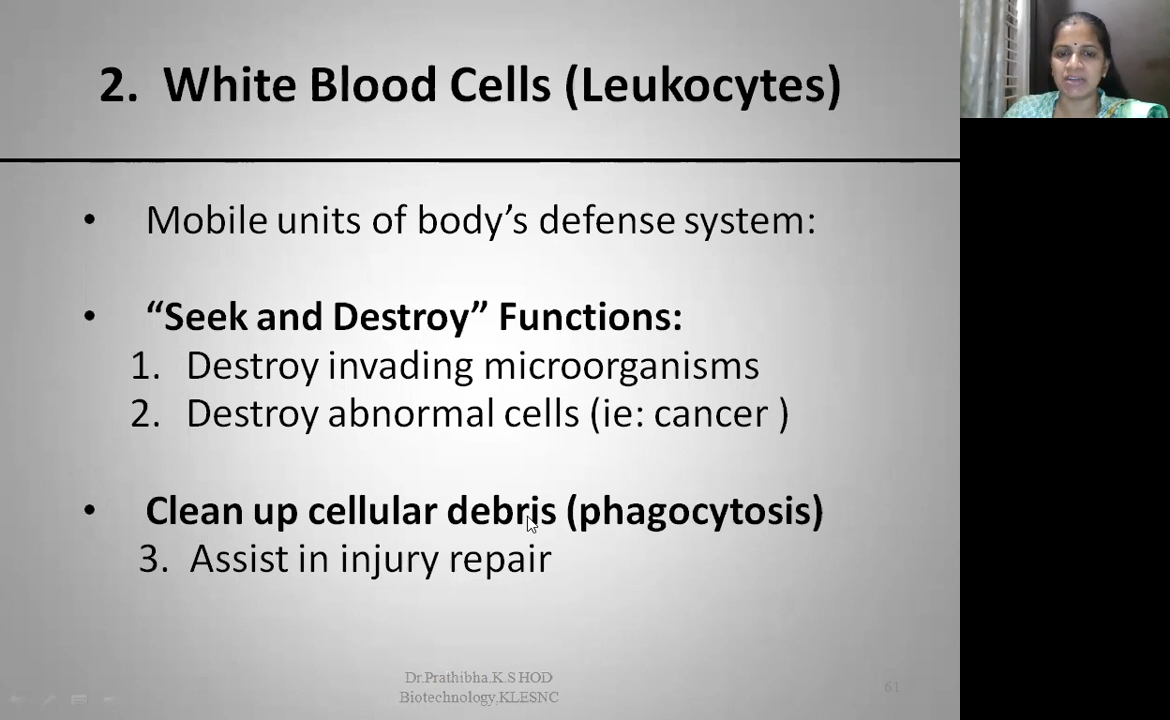 2. White Blood Cells (Leukocytes)
• Mobile units of body’s defense system:
• “Seek and Destroy” Functions:
1. Destroy invading microorganisms
2. Destroy abnormal cells (ie: cancer )
• Clean up cellular debris (phagocytosis)
3. Assist in injury repair
Dr.Prathibha.K.S HOD
Biotechnology,KLESNC
61